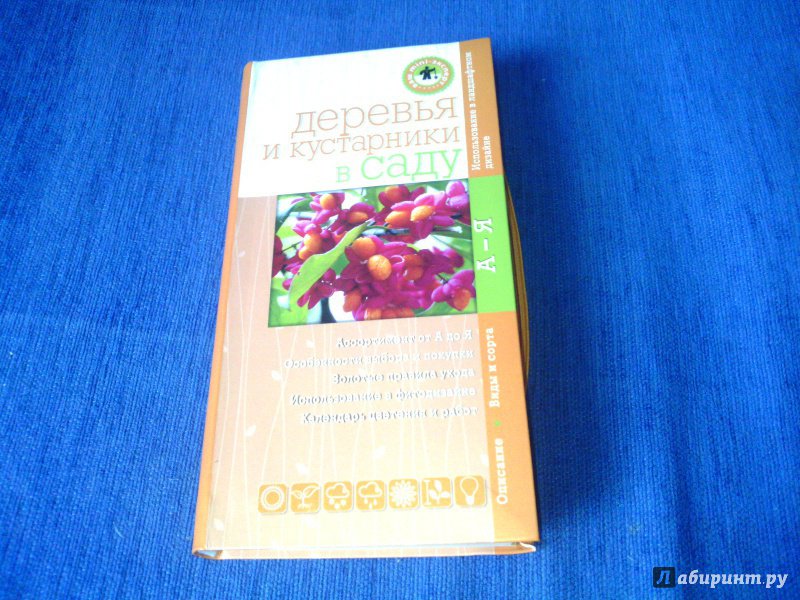 деревья
и кустарники
в саду
Ассортимент от А до Я
Особенности выбора и покупки
Золотые правила ухода
Использование в фитодизайне
Календарь цветения и работ
Использование в ландшафтном
дизайне
А - Я
Описание • Виды и сорта
Лабиринт.ру